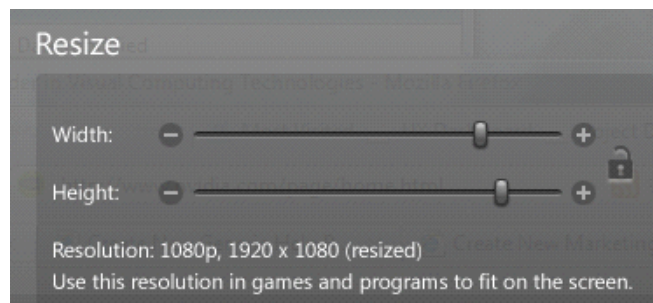 Resize
Width:
Height:
Resolution: 1080p, 1920 x 1080 (resized)
Use this resolution in games and programs to fit on the screen.